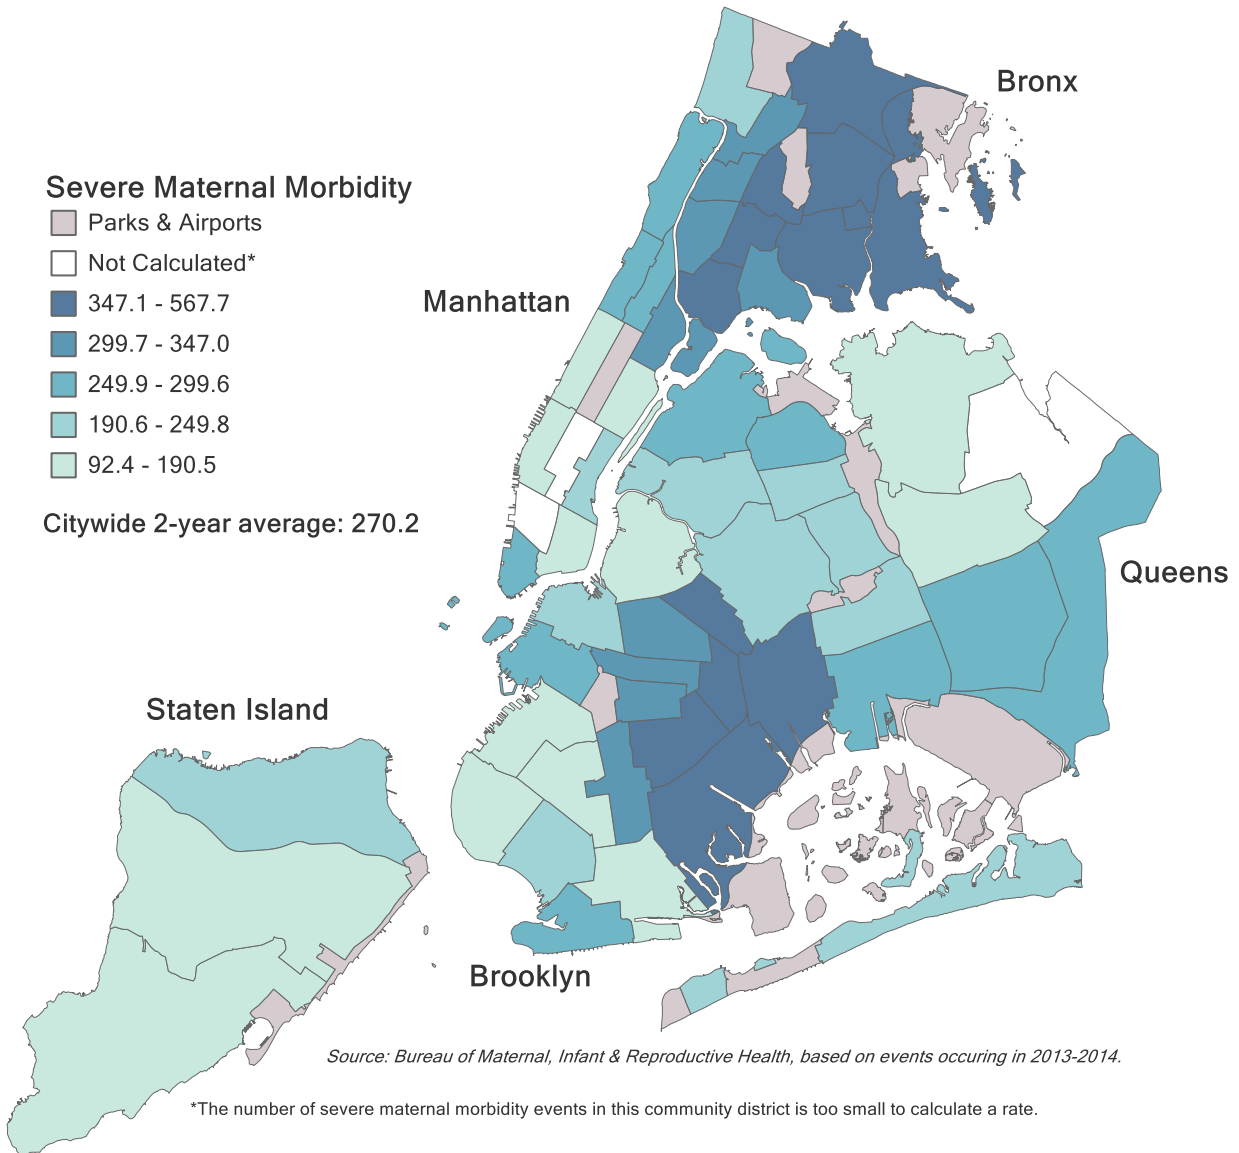 Bronx
Severe Maternal Morbidity
Parks & Airports
Not Calculated*
347.1 - 567.7
299.7 - 347.0
249.9 - 299.6
190.6 - 249.8
92.4 - 190.5
Manhattan
Citywide 2-year average: 270.2
Queens
Staten Island
Brooklyn
Source: Bureau of Maternal, Infant & Reproductive Health, based on events occuring in 2013-2014.
*The number of severe maternal morbidity events in this community district is too small to calculate a rate.